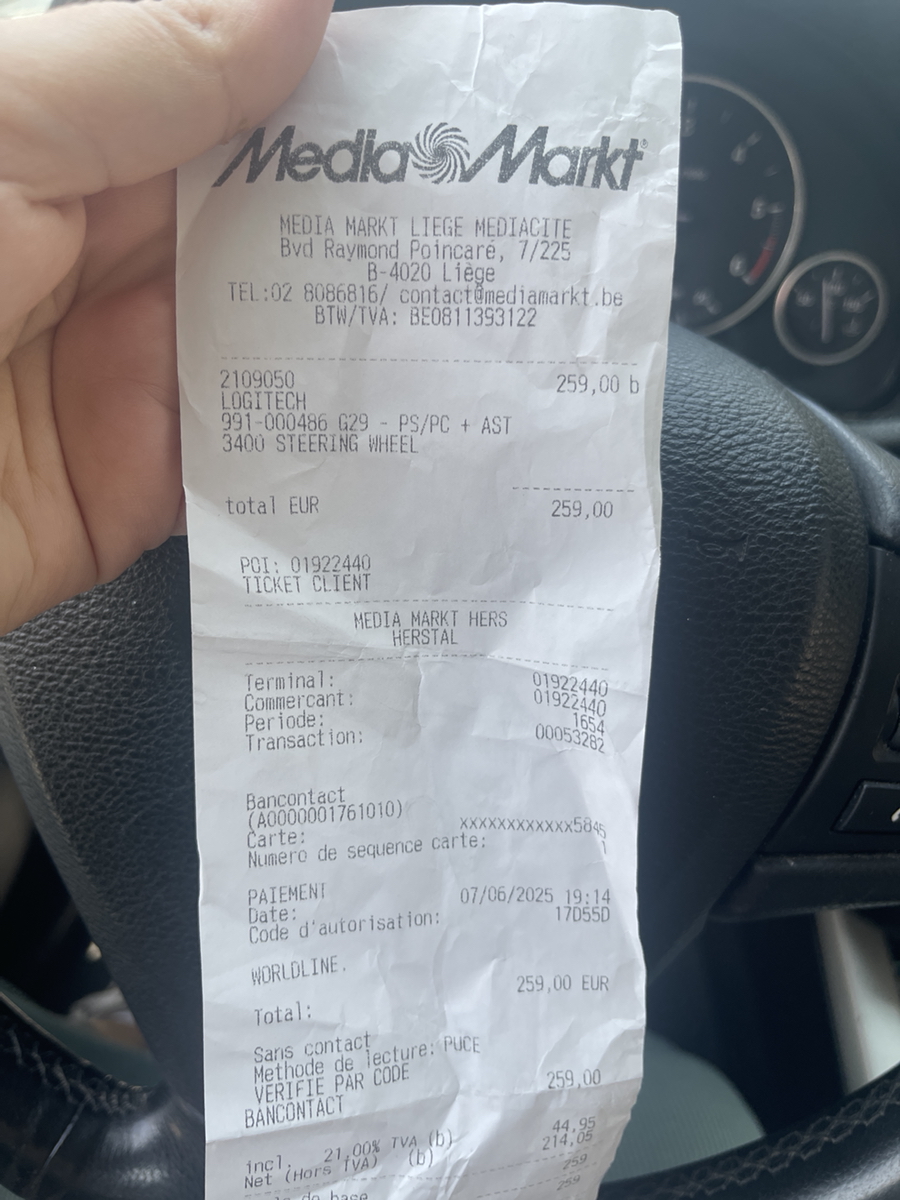 Media Markt®
MEDIA MARKT LIEGE MEDIACITE
Bvd Raymond Poincaré, 7/225
B-4020 Liège
TEL:02 8086816/ contact@mediamarkt.be
BTW/TVA: BE0811393122
2109050 259,00 b
LOGITECH
991-000486 G29 - PS/PC + AST
3400 STEERING WHEEL
total EUR 259,00
POI: 01922440
TICKET CLIENT
MEDIA MARKT HERS
HERSTAL
Terminal: 01922440
Commercant: 01922440
Periode: 1654
Transaction: 00053282
Bancontact
(A0000001761010)
Carte: xxxxxxxxxxxx5845
Numero de sequence carte: 1
PAIEMENT
Date: 07/06/2025 19:14
Code d'autorisation: 17D55D
WORLDLINE.
Total: 259,00 EUR
Sans contact
Methode de lecture: PUCE
VERIFIE PAR CODE
BANCONTACT 259,00
incl. 21,00% TVA (b) 44,95
Net (Hors TVA) (b) 214,05
259
de base 259